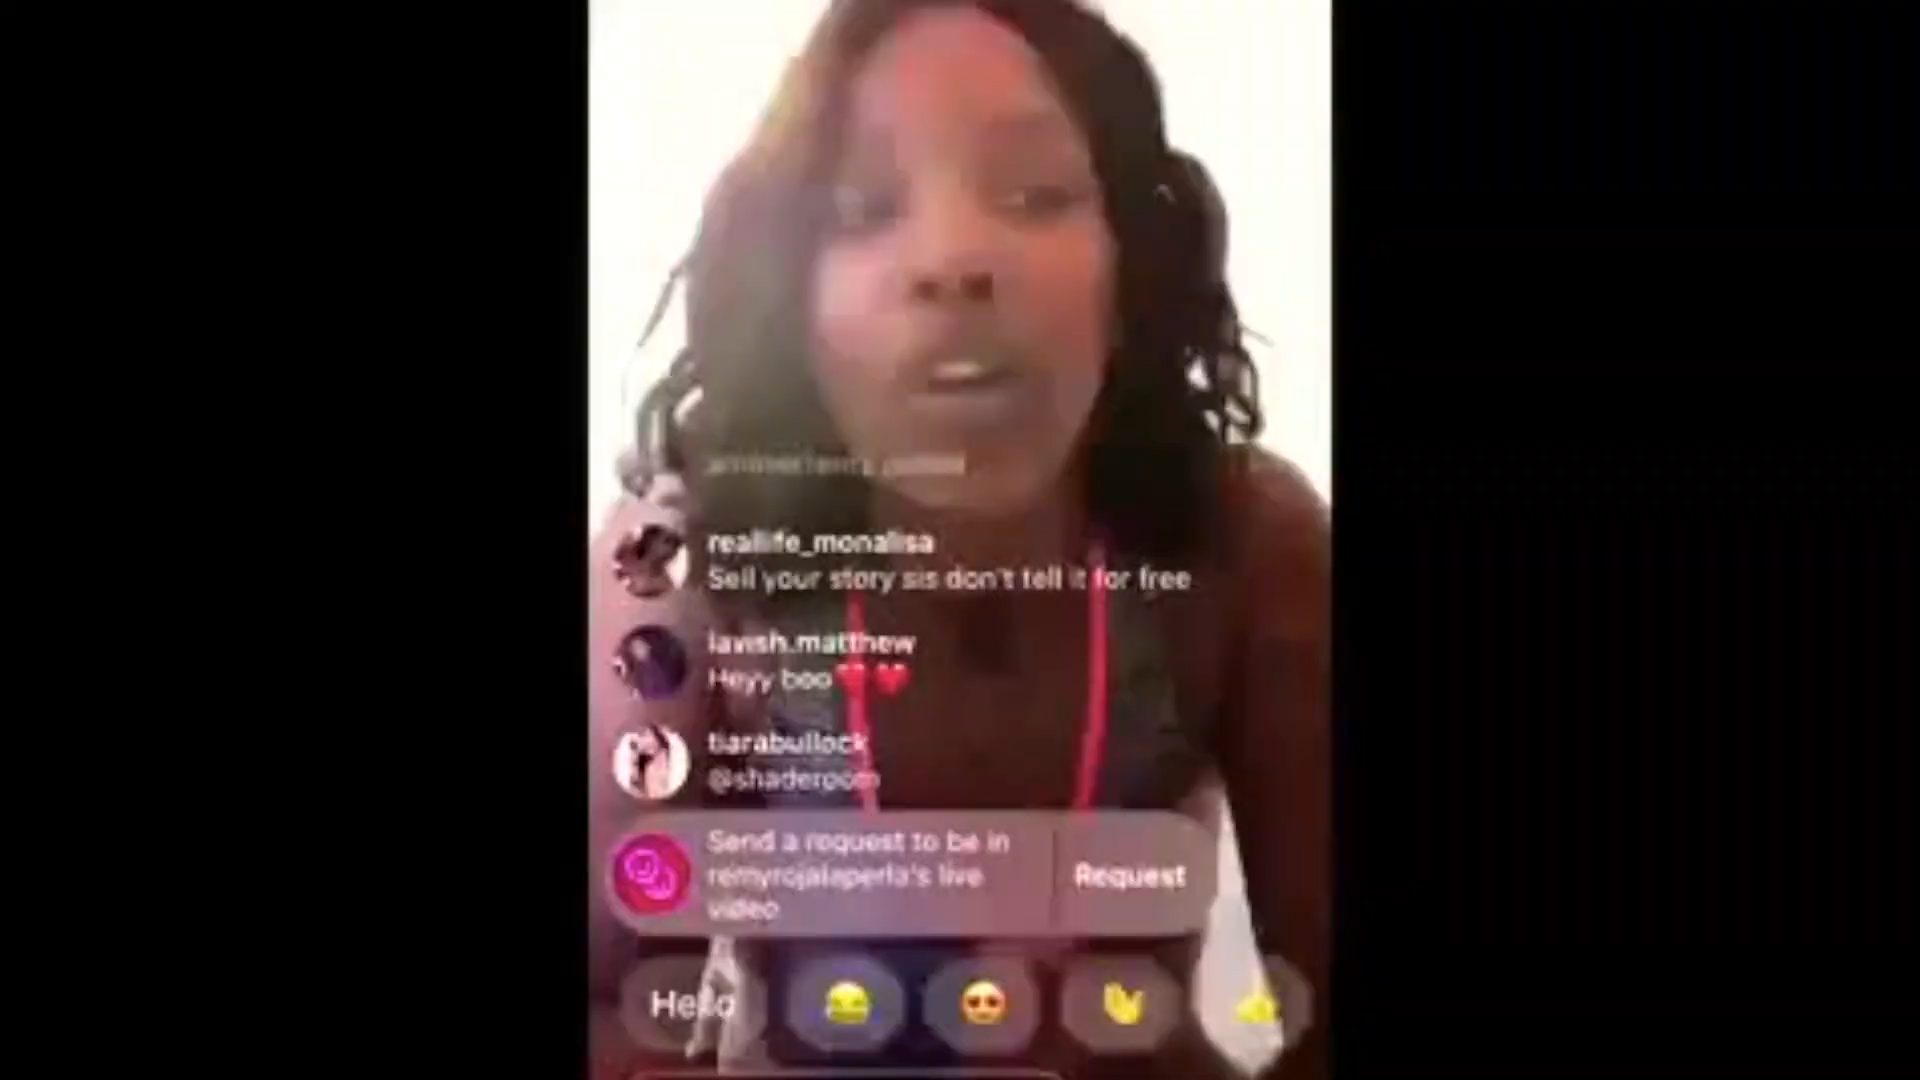 reallife_monalisa
Sell your story sis don't tell it for free
lavish.matthew
Heyy boo❤️❤️
tiarabullock
@shaderoom
Send a request to be in
remyrojalaperla's live
video
Request
Hello